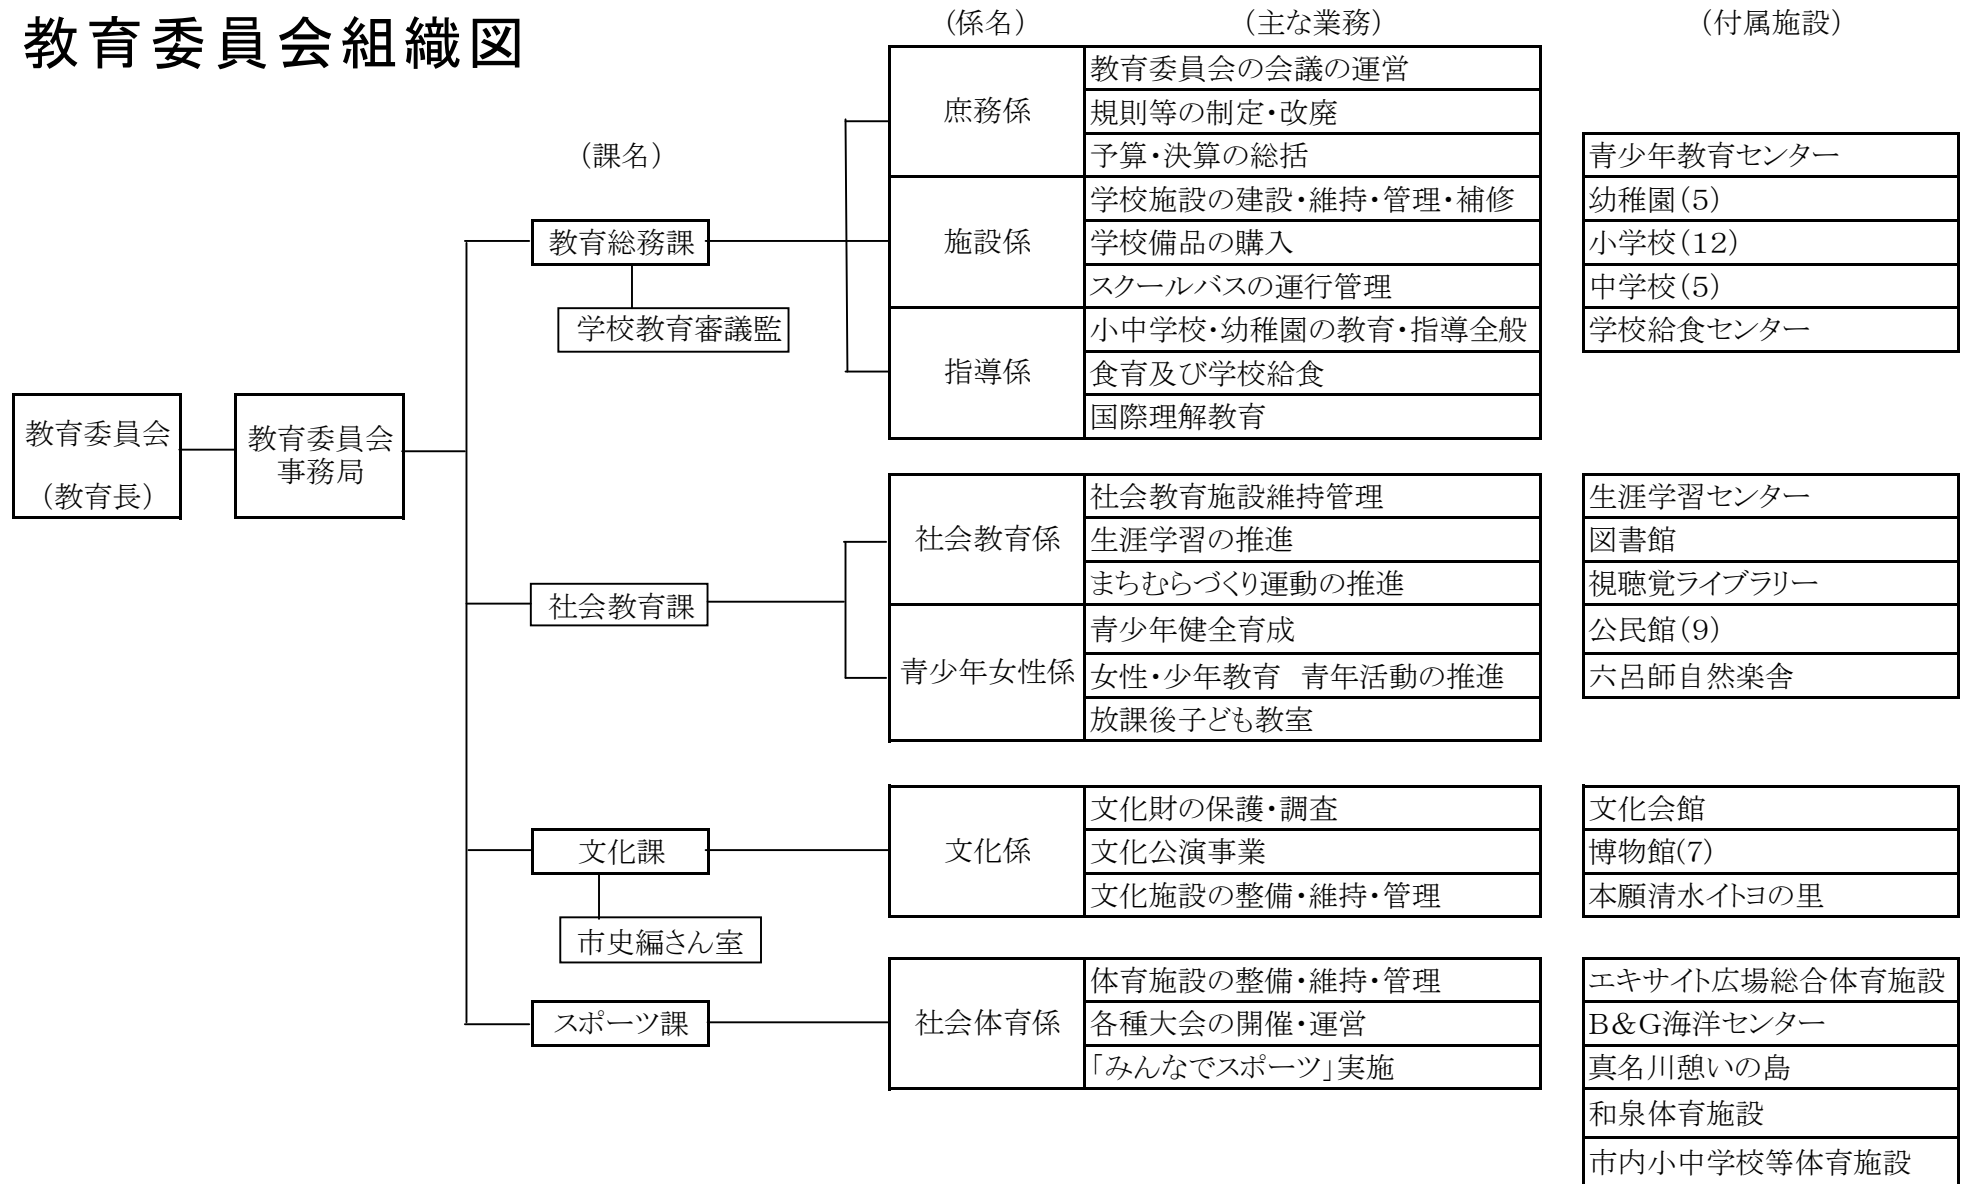 教育委員会組織図
（係名）
（主な業務）
（付属施設）
（課名）
教育委員会
（教育長）
教育委員会
事務局
教育総務課
学校教育審議監
庶務係
教育委員会の会議の運営
規則等の制定・改廃
予算・決算の総括
施設係
学校施設の建設・維持・管理・補修
学校備品の購入
スクールバスの運行管理
指導係
小中学校・幼稚園の教育・指導全般
食育及び学校給食
国際理解教育
青少年教育センター
幼稚園（5）
小学校（12）
中学校（5）
学校給食センター
社会教育課
社会教育係
社会教育施設維持管理
生涯学習の推進
まちむらづくり運動の推進
青少年女性係
青少年健全育成
女性・少年教育　青年活動の推進
放課後子ども教室
生涯学習センター
図書館
視聴覚ライブラリー
公民館（9）
六呂師自然楽舎
文化課
市史編さん室
文化係
文化財の保護・調査
文化公演事業
文化施設の整備・維持・管理
文化会館
博物館(7)
本願清水イトヨの里
スポーツ課
社会体育係
体育施設の整備・維持・管理
各種大会の開催・運営
「みんなでスポーツ」実施
エキサイト広場総合体育施設
B＆G海洋センター
真名川憩いの島
和泉体育施設
市内小中学校等体育施設